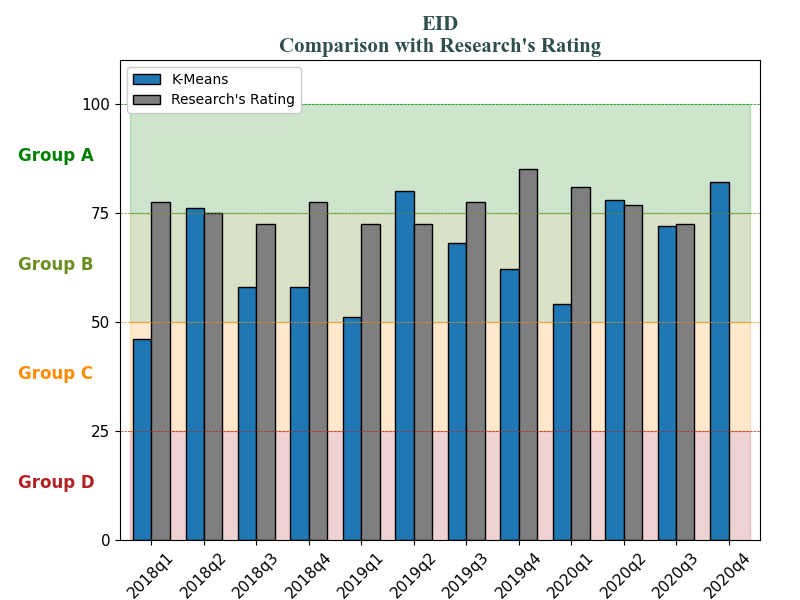 EID
Comparison with Research's Rating
K-Means
Research's Rating
100
Group A
75
Group B
50
Group C
25
Group D
0
2018q1
2018q2
2018q3
2018q4
2019q1
2019q2
2019q3
2019q4
2020q1
2020q2
2020q3
2020q4